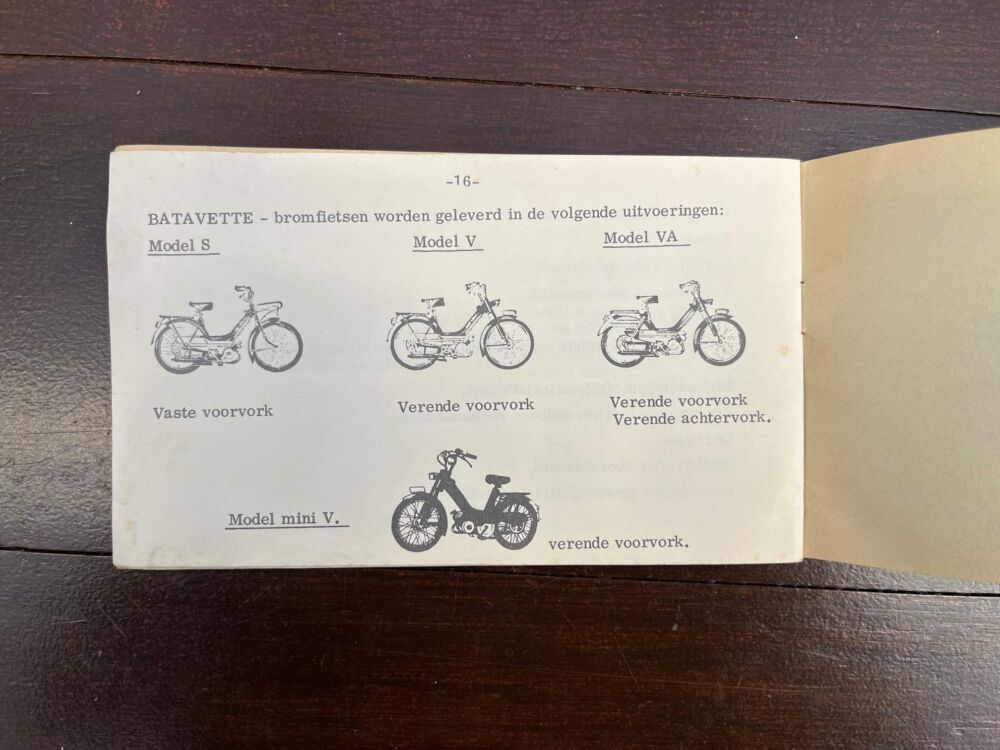 -16-
BATAVETTE - bromfietsen worden geleverd in de volgende uitvoeringen:
Model S
Model V
Model VA
Vaste voorvork
Verende voorvork
Verende voorvork
Verende achtervork.
Model mini V.
verende voorvork.